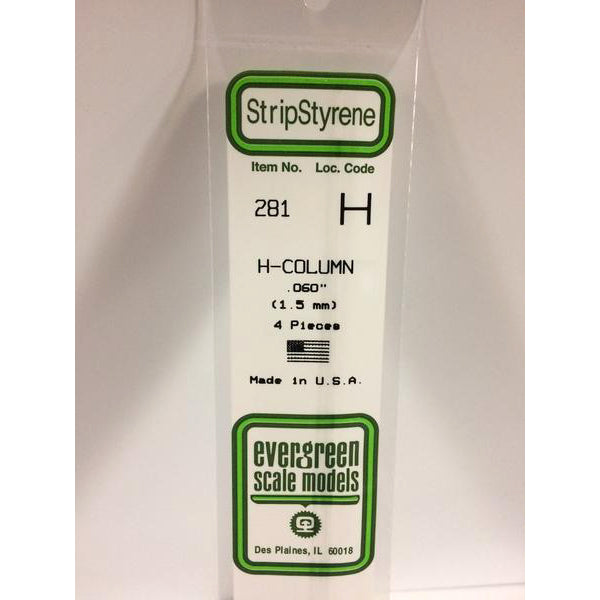 StripStyrene
Item No. Loc. Code
281 H
H-COLUMN
.060"
(1.5 mm)
4 Pieces
Made in U.S.A.
evergreen
scale models
Des Plaines, IL 60018